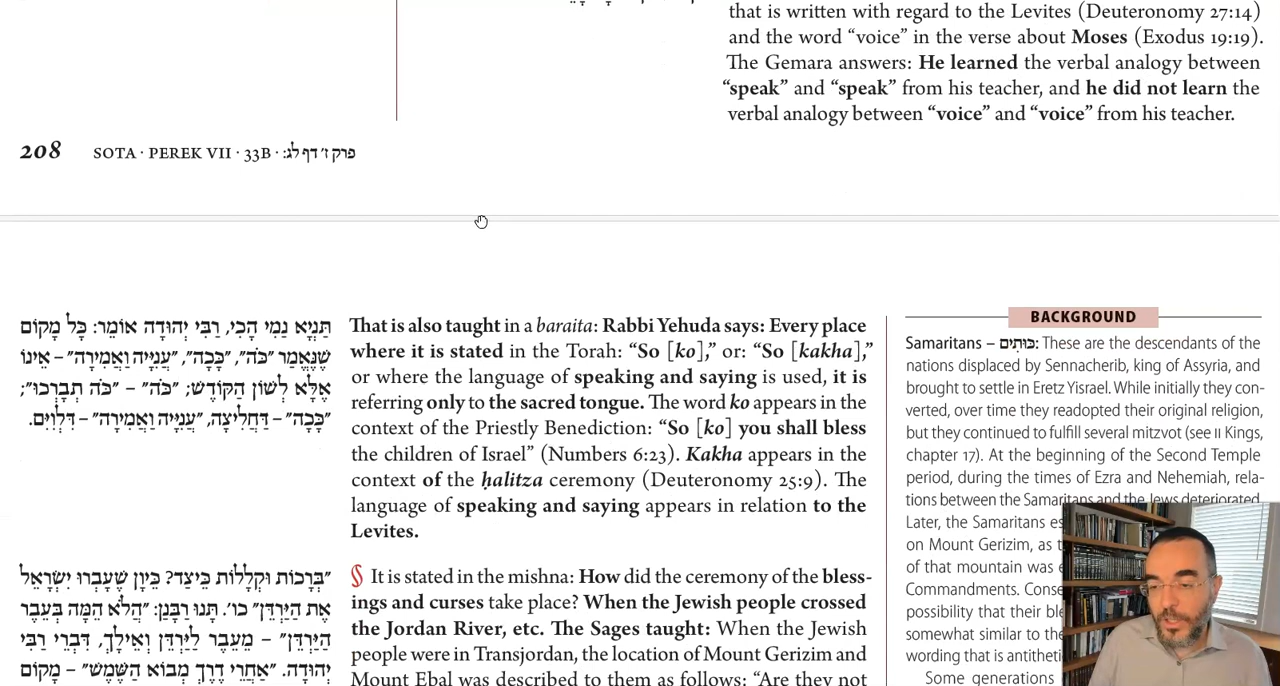 that is written with regard to the Levites (Deuteronomy 27:14)
and the word “voice” in the verse about Moses (Exodus 19:19).
The Gemara answers: He learned the verbal analogy between
“speak” and “speak” from his teacher, and he did not learn the
verbal analogy between “voice” and “voice” from his teacher.
208 SOTA · PEREK VII · 33B · פרק ז׳ דף לג:
תַּנְיָא נַמִי הָכִי, רַבִּי יְהוּדָה אוֹמֵר: כָּל מָקוֹם
שֶׁנֶּאֱמַר ״כֹּה״, ״כָּכָה״, ״עֲנִיָּיה וַאֲמִירָה״ – אֵינוֹ
אֶלָּא לְשׁוֹן הַקּוֹדֶשׁ; ״כֹּה״ – ״כֹּה תְבָרְכוּ״;
״כָּכָה״ – דַּחֲלִיצָה, ״עֲנִיָּיה וַאֲמִירָה״ – דִּלְוִיִּם.
״בְּרָכוֹת וּקְלָלוֹת כֵּיצַד? כֵּיוָן שֶׁעָבְרוּ יִשְׂרָאֵל
אֶת הַיַּרְדֵּן״ כו׳. תָּנוּ רַבָּנַן: ״הֲלֹא הֵמָּה בְּעֵבֶר
הַיַּרְדֵּן״ – מֵעֵבֶר לַיַּרְדֵּן וְאֵילָךְ, דִּבְרֵי רַבִּי
יְהוּדָה. ״אַחֲרֵי דֶּרֶךְ מְבוֹא הַשֶּׁמֶשׁ״ – מָקוֹם
That is also taught in a baraita: Rabbi Yehuda says: Every place
where it is stated in the Torah: “So [ko],” or: “So [kakha],”
or where the language of speaking and saying is used, it is
referring only to the sacred tongue. The word ko appears in the
context of the Priestly Benediction: “So [ko] you shall bless
the children of Israel” (Numbers 6:23). Kakha appears in the
context of the ḥalitza ceremony (Deuteronomy 25:9). The
language of speaking and saying appears in relation to the
Levites.
§ It is stated in the mishna: How did the ceremony of the bless-
ings and curses take place? When the Jewish people crossed
the Jordan River, etc. The Sages taught: When the Jewish
people were in Transjordan, the location of Mount Gerizim and
Mount Ebal was described to them as follows: “Are they not
BACKGROUND
Samaritans – כּוּתִים: These are the descendants of the
nations displaced by Sennacherib, king of Assyria, and
brought to settle in Eretz Yisrael. While initially they con-
verted, over time they readopted their original religion,
but they continued to fulfill several mitzvot (see II Kings,
chapter 17). At the beginning of the Second Temple
period, during the times of Ezra and Nehemiah, rela-
tions between the Samaritans and the Jews deteriorated.
Later, the Samaritans
on Mount Gerizim, as
of that mountain was
Commandments.
possibility that their
somewhat similar to the
wording that is
Some generations